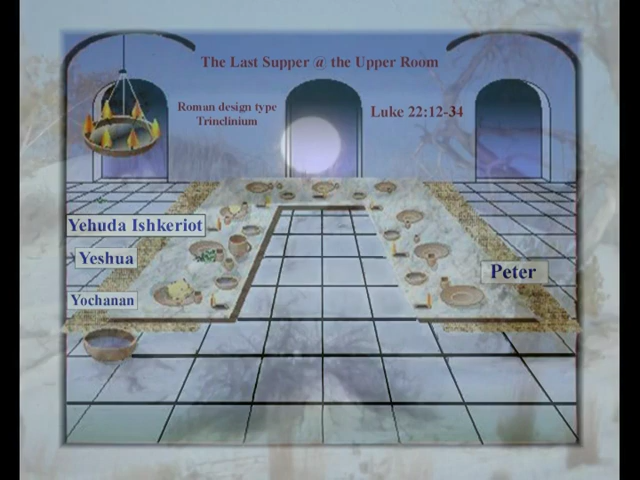 The Last Supper @ the Upper Room
Roman design type
Trinclinium
Luke 22:12-34
Yehuda Ishkeriot
Yeshua
Yochanan
Peter